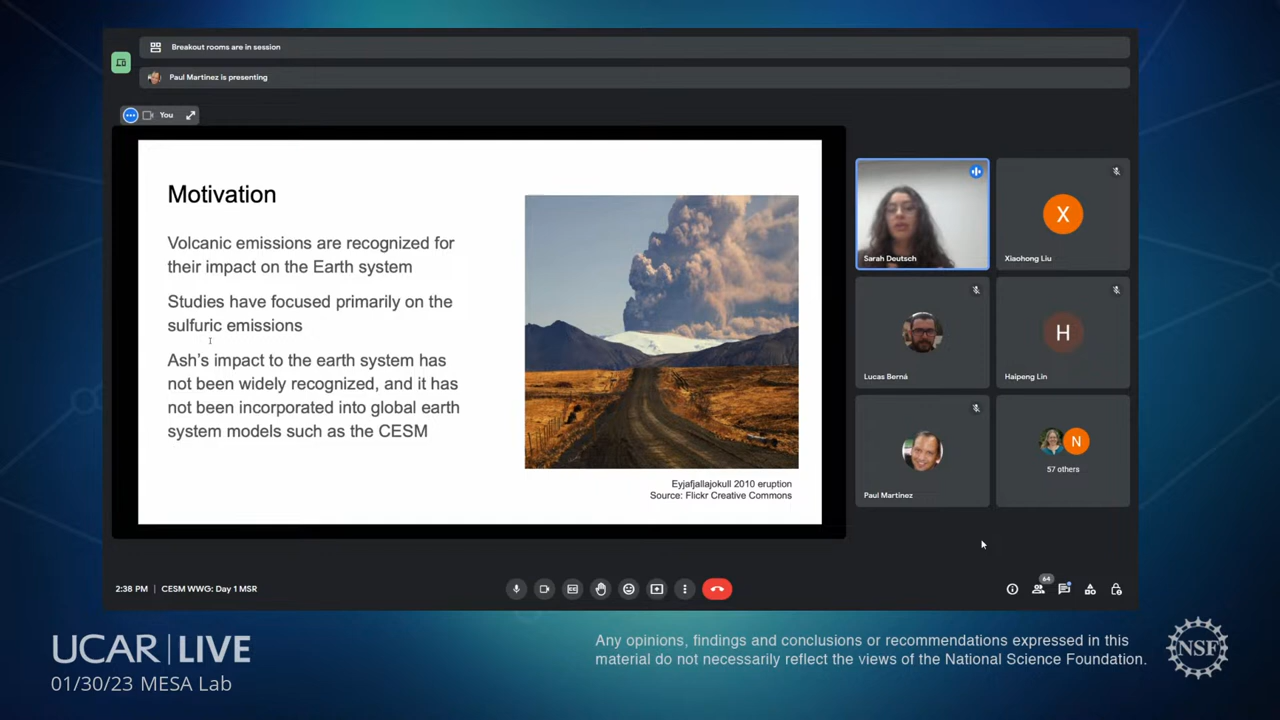 Breakout rooms are in session
Paul Martinez is presenting
You
Motivation
Volcanic emissions are recognized for
their impact on the Earth system
Studies have focused primarily on the
sulfuric emissions
Ash's impact to the earth system has
not been widely recognized, and it has
not been incorporated into global earth
system models such as the CESM
Eyjafjallajokull 2010 eruption
Source: Flickr Creative Commons
Sarah Deutsch
X
Xiaohong Liu
Lucas Berná
H
Haipeng Lin
Paul Martinez
N
57 others
2:38 PM | CESM WWG: Day 1 MSR
64
UCAR | LIVE
01/30/23 MESA Lab
Any opinions, findings and conclusions or recommendations expressed in this
material do not necessarily reflect the views of the National Science Foundation.
NSF